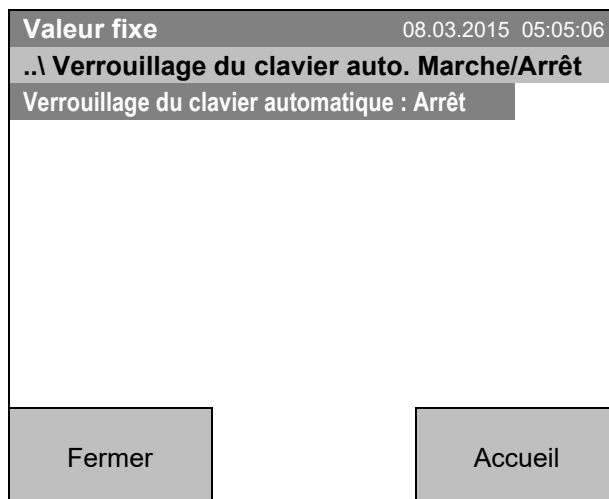 Valeur fixe 08.03.2015 05:05:06
..\ Verrouillage du clavier auto. Marche/Arrêt
Verrouillage du clavier automatique : Arrêt
Fermer Accueil